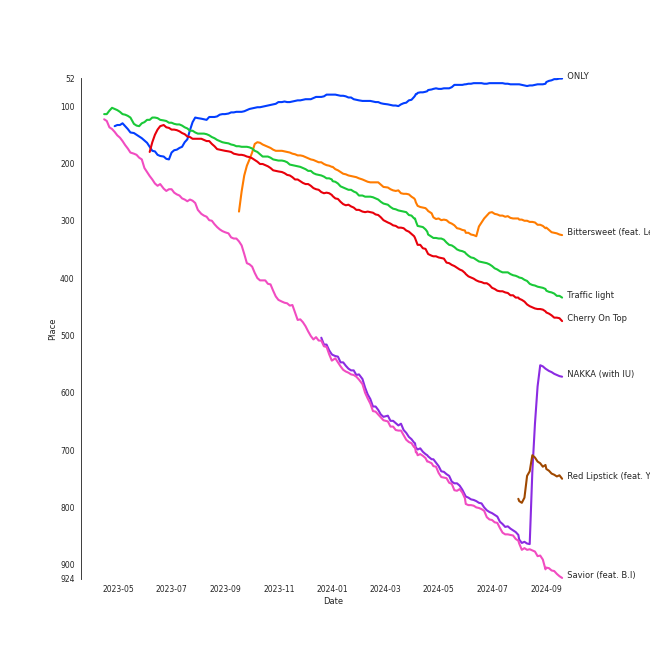 52
100
200
300
400
500
600
700
800
900
924
Place
ONLY
Bittersweet (feat. Le
Traffic light
Cherry On Top
NAKKA (with IU)
Red Lipstick (feat. Y
Savior (feat. B.I)
2023-05 2023-07 2023-09 2023-11 2024-01 2024-03 2024-05 2024-07 2024-09
Date